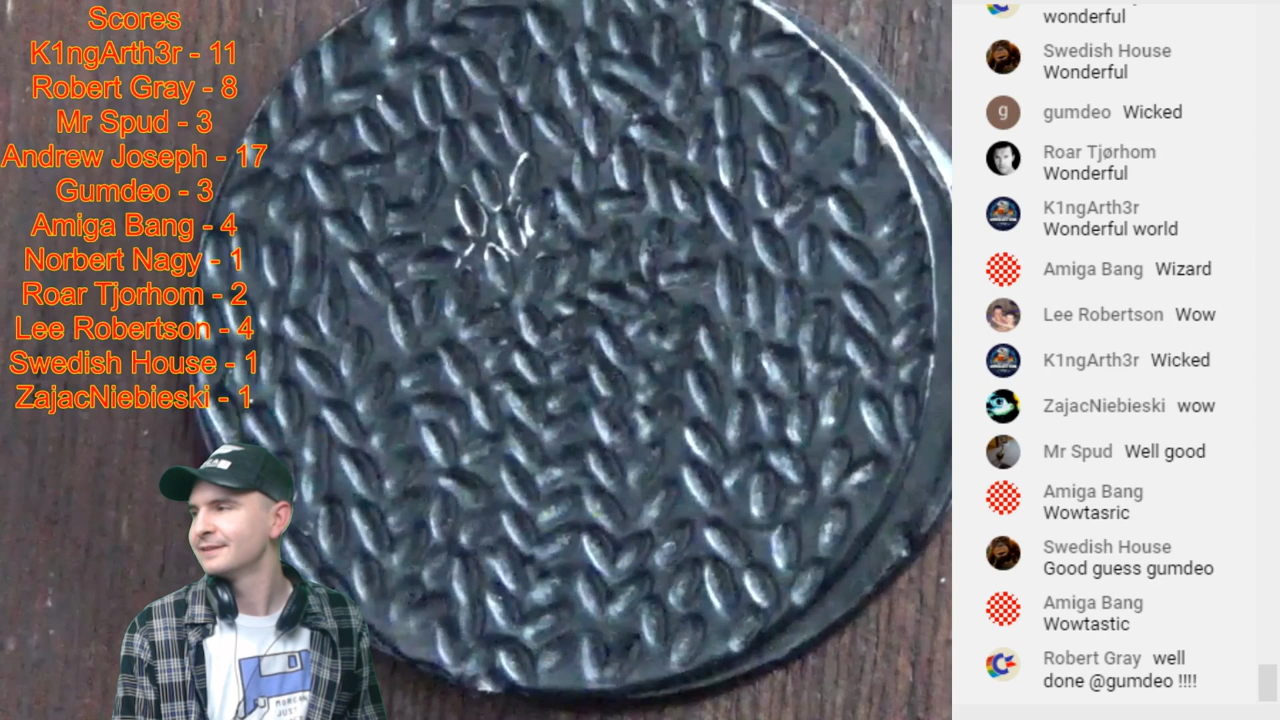 Scores
K1ngArth3r - 11
Robert Gray - 8
Mr Spud - 3
Andrew Joseph - 17
Gumdeo - 3
Amiga Bang - 4
Norbert Nagy - 1
Roar Tjorhom - 2
Lee Robertson - 4
Swedish House - 1
ZajacNiebieski - 1
MORE
JUST
wonderful
Swedish House
Wonderful
g
gumdeo Wicked
Roar Tjørhom
Wonderful
K1ngArth3r
Wonderful world
Amiga Bang Wizard
Lee Robertson Wow
K1ngArth3r Wicked
ZajacNiebieski wow
Mr Spud Well good
Amiga Bang
Wowtasric
Swedish House
Good guess gumdeo
Amiga Bang
Wowtastic
Robert Gray well
done @gumdeo !!!!